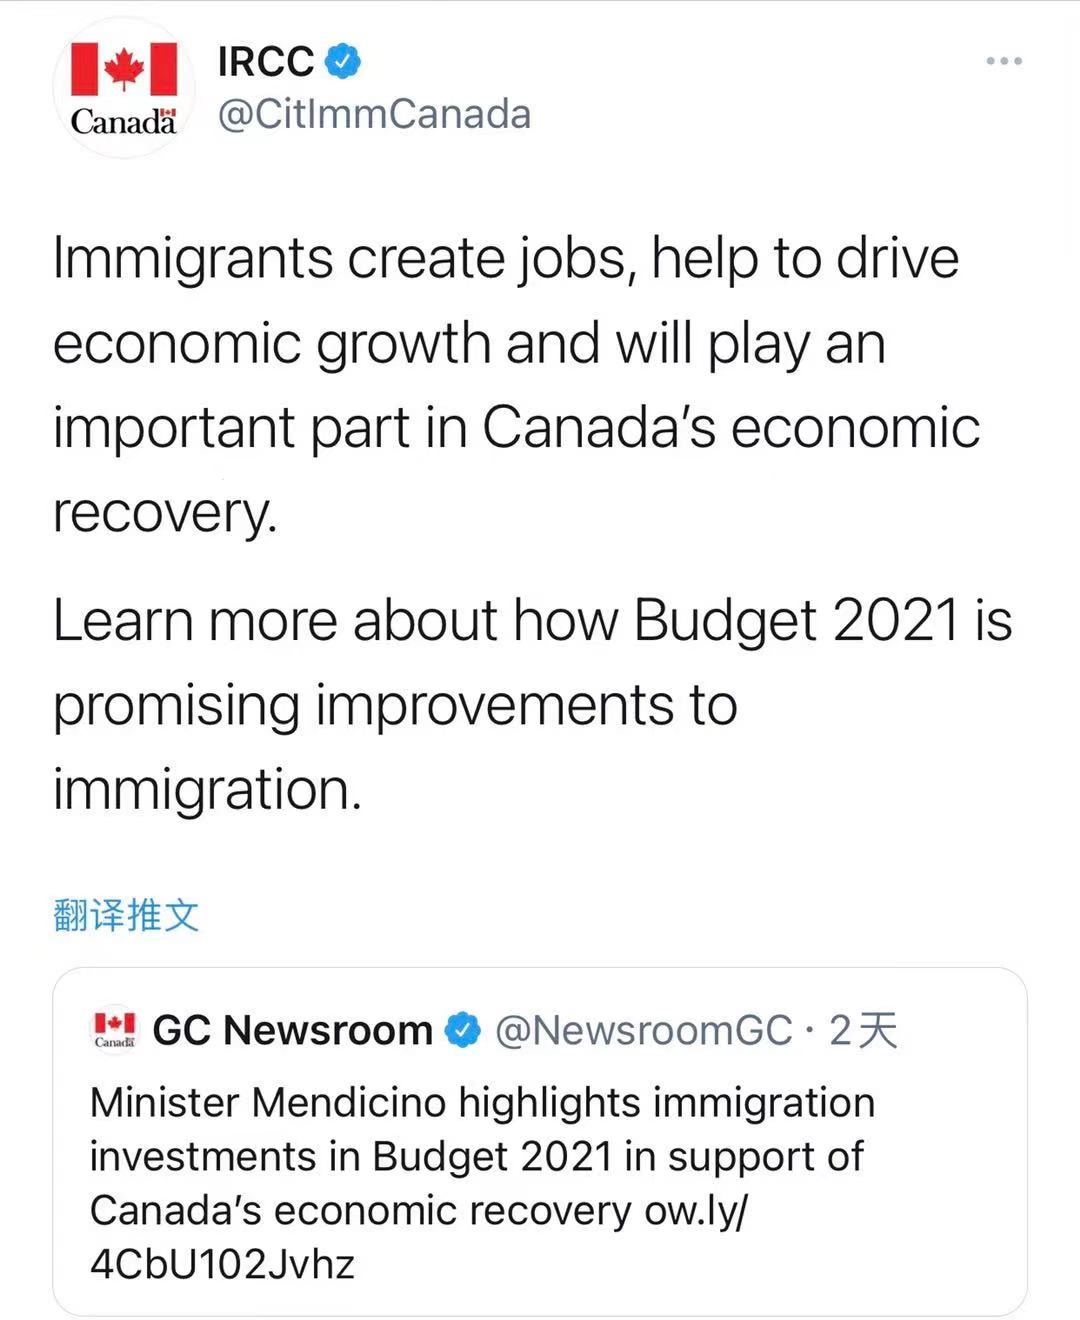 IRCC
Canada
@CitImmCanada
Immigrants create jobs, help to drive
economic growth and will play an
important part in Canada's economic
recovery.
Learn more about how Budget 2021 is
promising improvements to
immigration.
翻译推文
Canada
GC Newsroom @NewsroomGC · 2天
Minister Mendicino highlights immigration
investments in Budget 2021 in support of
Canada's economic recovery ow.ly/
4CbU102Jvhz